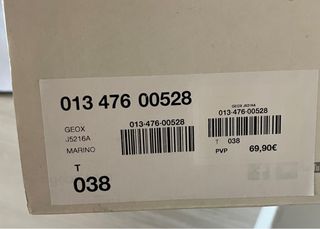 013 476 00528
GEOX
J5216A
MARINO
013-476-00528
T
038
GEOX J5216A
013-476-00528
T 038
PVP 69,90€